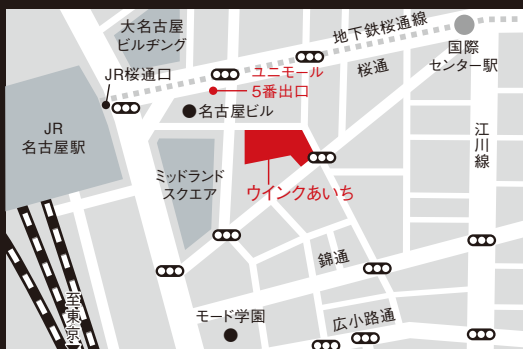 大名古屋
ビルヂング
地下鉄桜通線
国際
センター駅
JR桜通口
ユニモール
5番出口
桜通
名古屋ビル
JR
名古屋駅
江川線
ミッドランド
スクエア
ウインクあいち
錦通
至東京
モード学園
広小路通